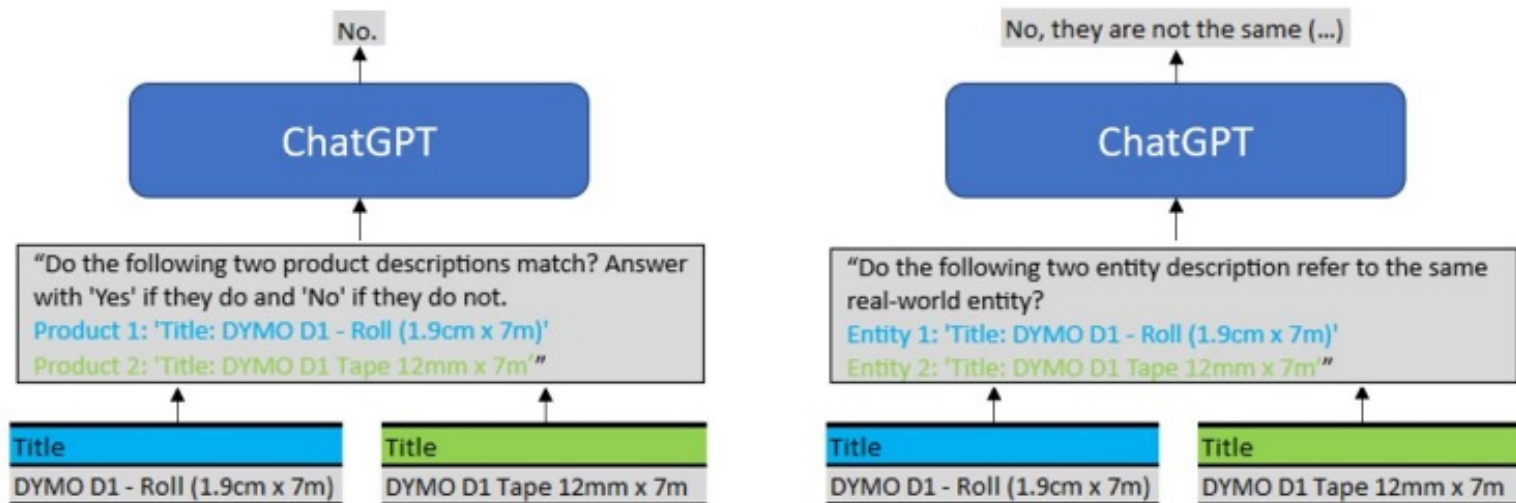 No.
ChatGPT
“Do the following two product descriptions match? Answer
with 'Yes' if they do and 'No' if they do not.
Product 1: 'Title: DYMO D1 - Roll (1.9cm x 7m)'
Product 2: 'Title: DYMO D1 Tape 12mm x 7m'”
Title
DYMO D1 - Roll (1.9cm x 7m)
Title
DYMO D1 Tape 12mm x 7m
No, they are not the same (...)
ChatGPT
“Do the following two entity description refer to the same
real-world entity?
Entity 1: 'Title: DYMO D1 - Roll (1.9cm x 7m)'
Entity 2: 'Title: DYMO D1 Tape 12mm x 7m'”
Title
DYMO D1 - Roll (1.9cm x 7m)
Title
DYMO D1 Tape 12mm x 7m